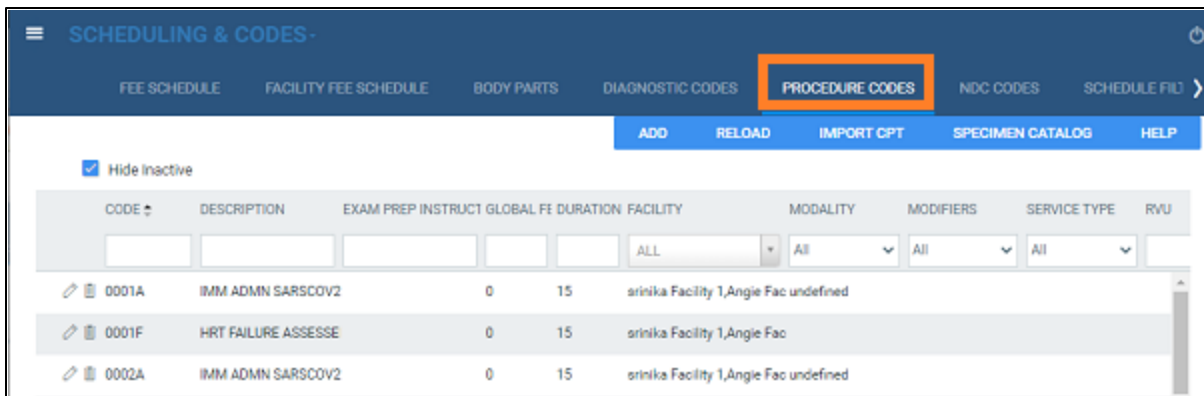 SCHEDULING & CODES-
FEE SCHEDULE FACILITY FEE SCHEDULE BODY PARTS DIAGNOSTIC CODES PROCEDURE CODES NDC CODES SCHEDULE FILT
ADD RELOAD IMPORT CPT SPECIMEN CATALOG HELP
Hide Inactive
CODE DESCRIPTION EXAM PREP INSTRUCT GLOBAL FE DURATION FACILITY MODALITY MODIFIERS SERVICE TYPE RVU
ALL All All All
0001A IMM ADMN SARSCOV2 0 15 srinika Facility 1,Angie Fac undefined
0001F HRT FAILURE ASSESSE 0 15 srinika Facility 1,Angie Fac
0002A IMM ADMN SARSCOV2 0 15 srinika Facility 1,Angie Fac undefined